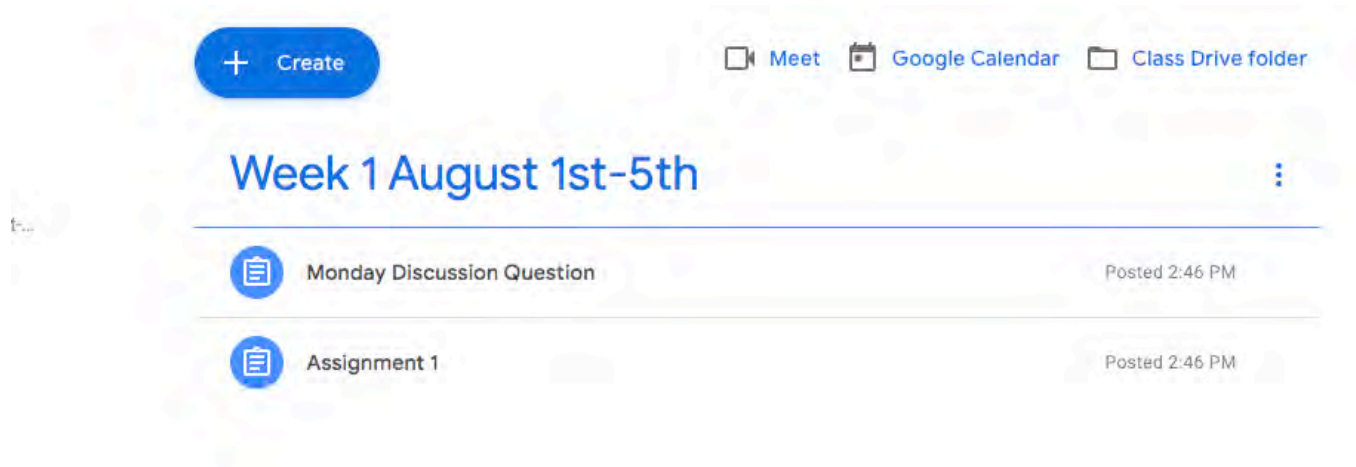 + Create
Meet Google Calendar Class Drive folder
Week 1 August 1st-5th
t-...
Monday Discussion Question Posted 2:46 PM
Assignment 1 Posted 2:46 PM